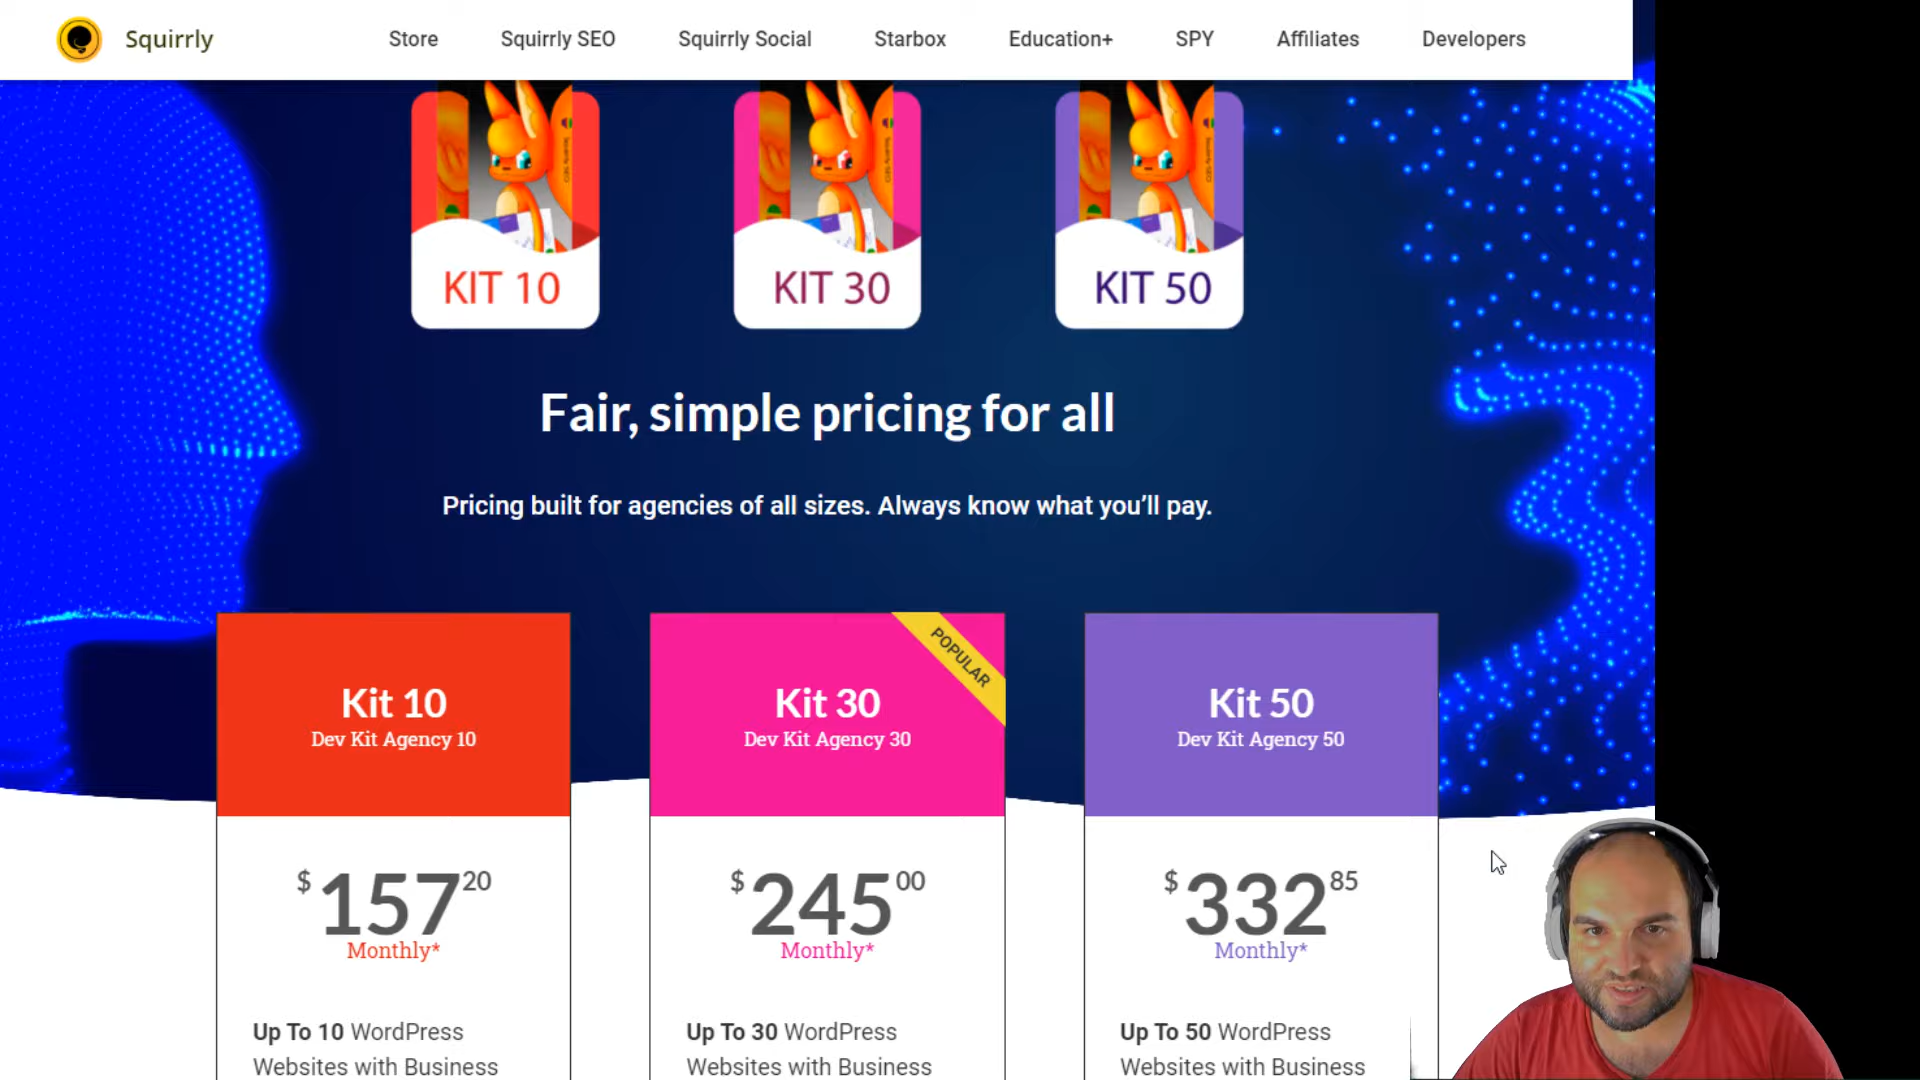 Squirrly
Store Squirrly SEO Squirrly Social Starbox Education+ SPY Affiliates Developers
KIT 10 KIT 30 KIT 50
Fair, simple pricing for all
Pricing built for agencies of all sizes. Always know what you’ll pay.
POPULAR
Kit 10
Dev Kit Agency 10
$157 20
Monthly*
Up To 10 WordPress
Websites with Business
Kit 30
Dev Kit Agency 30
$245 00
Monthly*
Up To 30 WordPress
Websites with Business
Kit 50
Dev Kit Agency 50
$332 85
Monthly*
Up To 50 WordPress
Websites with Business